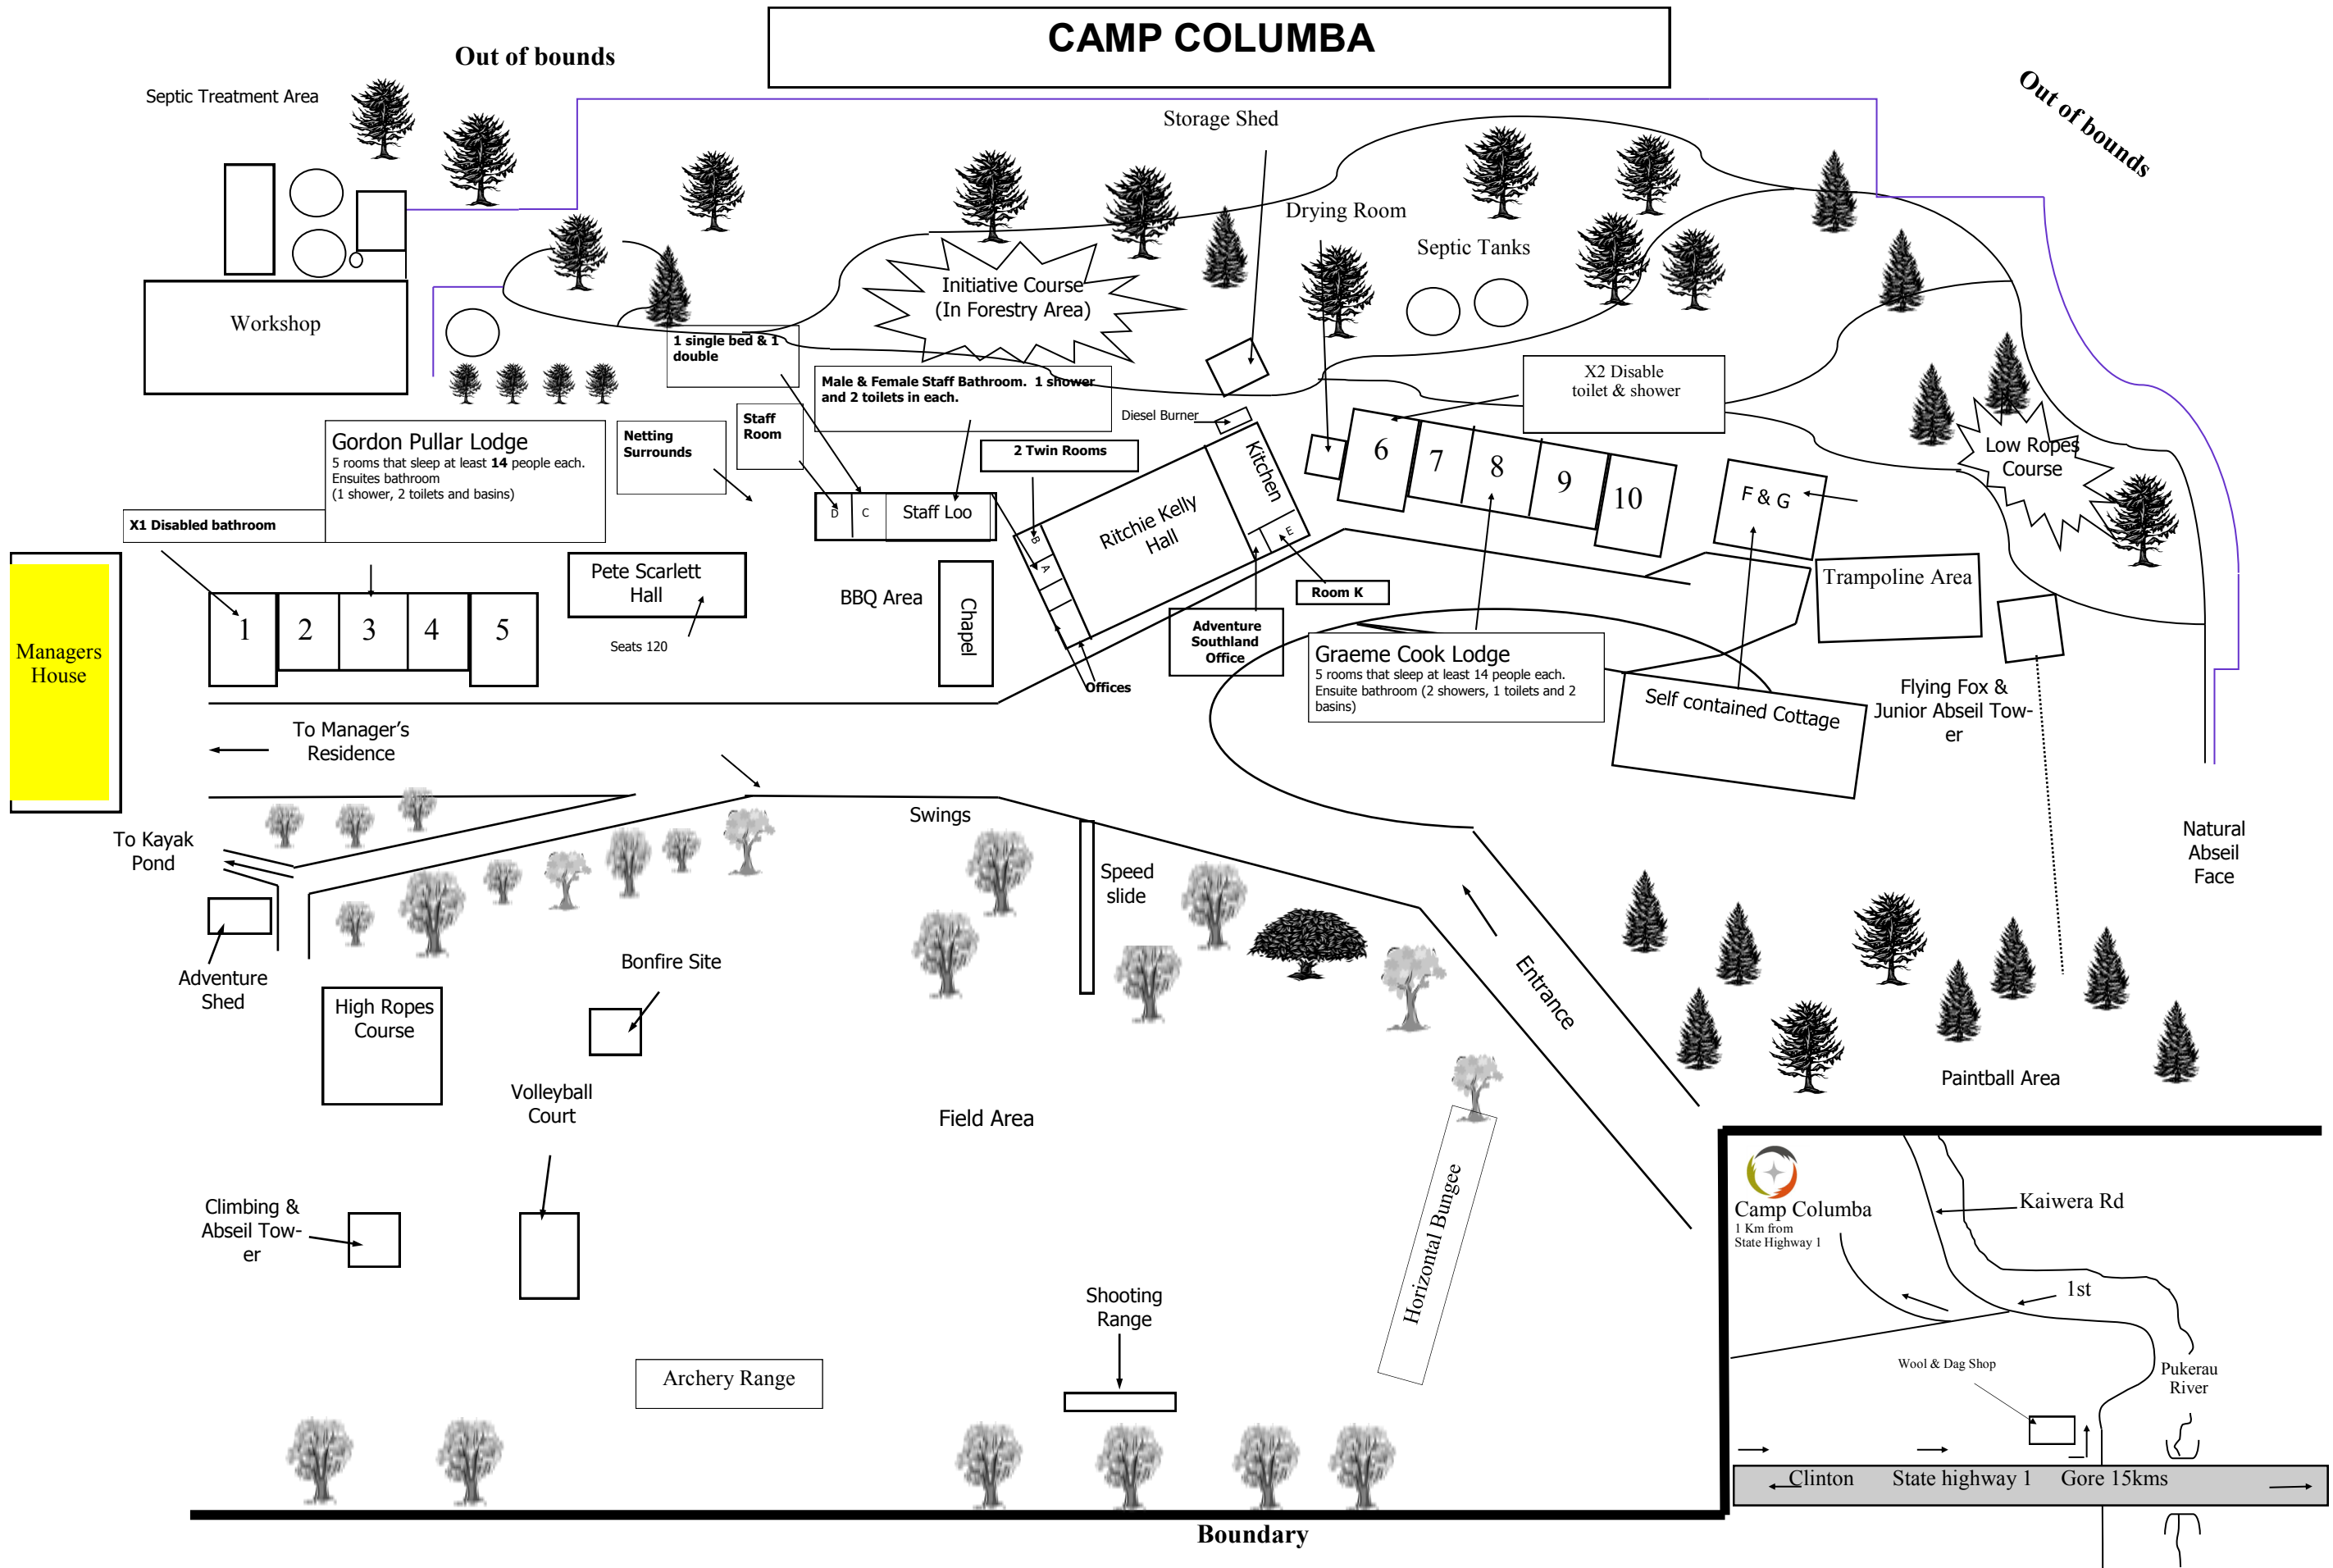 CAMP COLUMBA
Out of bounds
Out of bounds
Septic Treatment Area
Storage Shed
Drying Room
Septic Tanks
Initiative Course
(In Forestry Area)
Workshop
1 single bed & 1
double
Male & Female Staff Bathroom.  1 shower
and 2 toilets in each.
X2 Disable
toilet & shower
Diesel Burner
Staff
Room
Netting
Surrounds
Gordon Pullar Lodge
5 rooms that sleep at least 14 people each.
Ensuites bathroom
(1 shower, 2 toilets and basins)
2 Twin Rooms
Kitchen
6
7
8
9
10
F & G
Low Ropes
Course
X1 Disabled bathroom
D
C
Staff Loo
B
A
Ritchie Kelly
Hall
E
Pete Scarlett
Hall
Seats 120
BBQ Area
Chapel
Room K
Trampoline Area
1
2
3
4
5
Managers
House
Adventure
Southland
Office
Offices
Graeme Cook Lodge
5 rooms that sleep at least 14 people each.
Ensuite bathroom (2 showers, 1 toilets and 2
basins)
Self contained Cottage
Flying Fox &
Junior Abseil Tow-
er
To Manager's
Residence
Swings
To Kayak
Pond
Speed
slide
Natural
Abseil
Face
Adventure
Shed
Bonfire Site
Entrance
High Ropes
Course
Volleyball
Court
Field Area
Paintball Area
Climbing &
Abseil Tow-
er
Horizontal Bungee
Shooting
Range
Archery Range
Boundary
Camp Columba
1 Km from
State Highway 1
Kaiwera Rd
1st
Wool & Dag Shop
Pukerau
River
Clinton
State highway 1
Gore 15kms